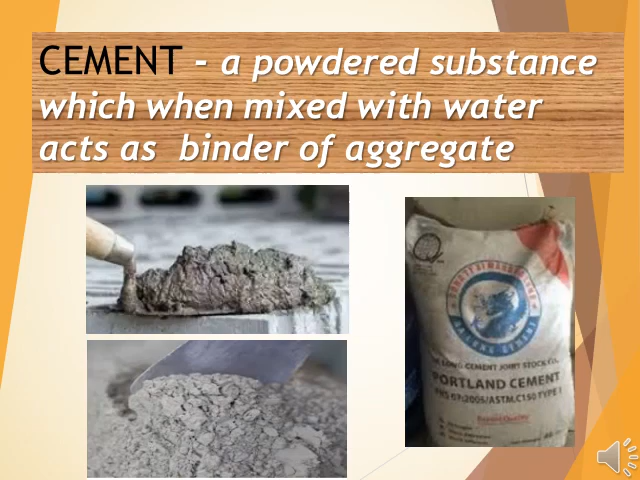 CEMENT - a powdered substance
which when mixed with water
acts as  binder of aggregate
CEMENT JOINT STOCK CO.
PORTLAND CEMENT